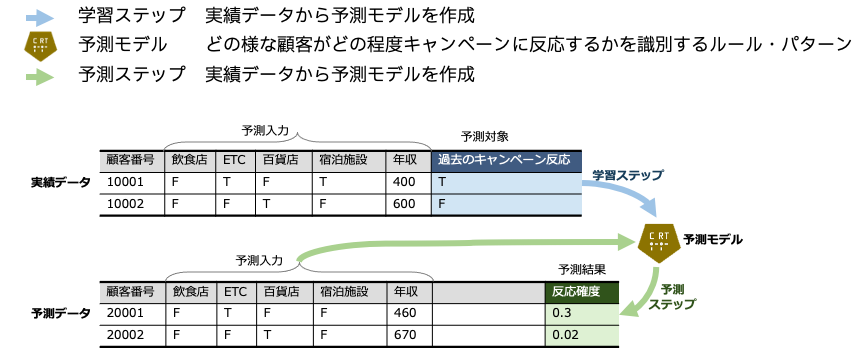 学習ステップ 実績データから予測モデルを作成
CRT 予測モデル どの様な顧客がどの程度キャンペーンに反応するかを識別するルール・パターン
予測ステップ 実績データから予測モデルを作成
予測入力 予測対象
顧客番号 飲食店 ETC 百貨店 宿泊施設 年収 過去のキャンペーン反応
実績データ 10001 F T F T 400 T
10002 F F T F 600 F
学習ステップ
CRT 予測モデル
予測入力 予測結果
顧客番号 飲食店 ETC 百貨店 宿泊施設 年収 反応確度
予測データ 20001 F T F F 460 0.3
20002 F F T F 670 0.02
予測
ステップ